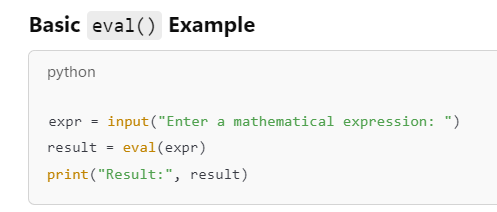 Basic eval() Example
python
expr = input("Enter a mathematical expression: ")
result = eval(expr)
print("Result:", result)